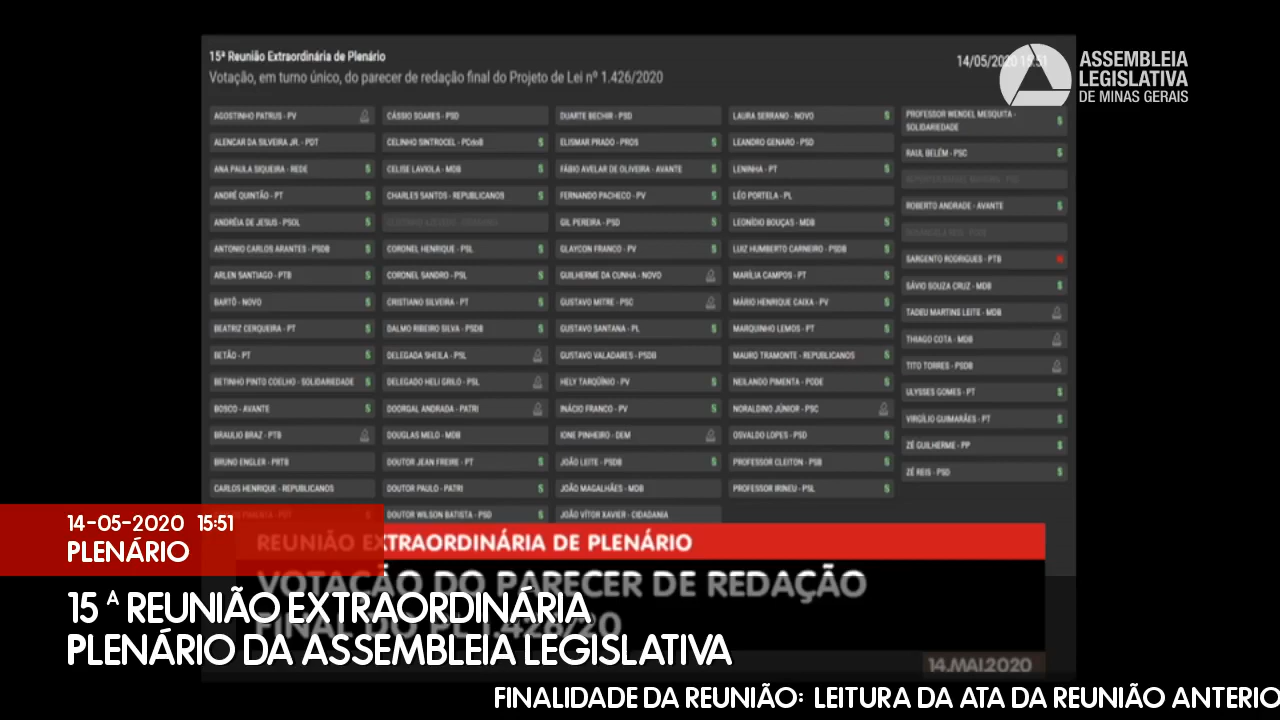 15ª Reunião Extraordinária de Plenário
Votação, em turno único, do parecer de redação final do Projeto de Lei nº 1.426/2020
14/05/2020 15:51
ASSEMBLEIA
LEGISLATIVA
DE MINAS GERAIS
AGOSTINHO PATRUS - PV
ALENCAR DA SILVEIRA JR. - PDT
ANA PAULA SIQUEIRA - REDE S
ANDRÉ QUINTÃO - PT S
ANDRÉIA DE JESUS - PSOL S
ANTONIO CARLOS ARANTES - PSDB S
ARLEN SANTIAGO - PTB S
BARTÔ - NOVO S
BEATRIZ CERQUEIRA - PT S
BETÃO - PT S
BETINHO PINTO COELHO - SOLIDARIEDADE S
BOSCO - AVANTE S
BRAULIO BRAZ - PTB
BRUNO ENGLER - PRTB
CARLOS HENRIQUE - REPUBLICANOS
CÁSSIO SOARES - PSD
CELINHO SINTROCEL - PCdoB S
CELISE LAVIOLA - MDB S
CHARLES SANTOS - REPUBLICANOS S
CORONEL HENRIQUE - PSL S
CORONEL SANDRO - PSL S
CRISTIANO SILVEIRA - PT S
DALMO RIBEIRO SILVA - PSDB S
DELEGADA SHEILA - PSL
DELEGADO HELI GRILO - PSL
DOORGAL ANDRADA - PATRI
DOUGLAS MELO - MDB
DOUTOR JEAN FREIRE - PT S
DOUTOR PAULO - PATRI S
DOUTOR WILSON BATISTA - PSD S
DUARTE BECHIR - PSD
ELISMAR PRADO - PROS S
FÁBIO AVELAR DE OLIVEIRA - AVANTE S
FERNANDO PACHECO - PV S
GIL PEREIRA - PSD S
GLAYCON FRANCO - PV S
GUILHERME DA CUNHA - NOVO
GUSTAVO MITRE - PSC
GUSTAVO SANTANA - PL S
GUSTAVO VALADARES - PSDB
HELY TARQÜÍNIO - PV S
INÁCIO FRANCO - PV S
IONE PINHEIRO - DEM
JOÃO LEITE - PSDB S
JOÃO MAGALHÃES - MDB
JOÃO VÍTOR XAVIER - CIDADANIA
LAURA SERRANO - NOVO S
LEANDRO GENARO - PSD
LENINHA - PT S
LÉO PORTELA - PL
LEONÍDIO BOUÇAS - MDB S
LUIZ HUMBERTO CARNEIRO - PSDB S
MARÍLIA CAMPOS - PT S
MÁRIO HENRIQUE CAIXA - PV S
MARQUINHO LEMOS - PT S
MAURO TRAMONTE - REPUBLICANOS S
NEILANDO PIMENTA - PODE S
NORALDINO JÚNIOR - PSC
OSVALDO LOPES - PSD S
PROFESSOR CLEITON - PSB S
PROFESSOR IRINEU - PSL S
PROFESSOR WENDEL MESQUITA -
SOLIDARIEDADE S
RAUL BELÉM - PSC S
ROBERTO ANDRADE - AVANTE S
SARGENTO RODRIGUES - PTB
SÁVIO SOUZA CRUZ - MDB S
TADEU MARTINS LEITE - MDB
THIAGO COTA - MDB
TITO TORRES - PSDB
ULYSSES GOMES - PT S
VIRGÍLIO GUIMARÃES - PT S
ZÉ GUILHERME - PP S
ZÉ REIS - PSD S
REUNIÃO EXTRAORDINÁRIA DE PLENÁRIO
VOTAÇÃO DO PARECER DE REDAÇÃO
FINAL DO PL 1.426/20
14.MAI.2020
14-05-2020 15:51
PLENÁRIO
15 ª REUNIÃO EXTRAORDINÁRIA
PLENÁRIO DA ASSEMBLEIA LEGISLATIVA
FINALIDADE DA REUNIÃO: LEITURA DA ATA DA REUNIÃO ANTERIO